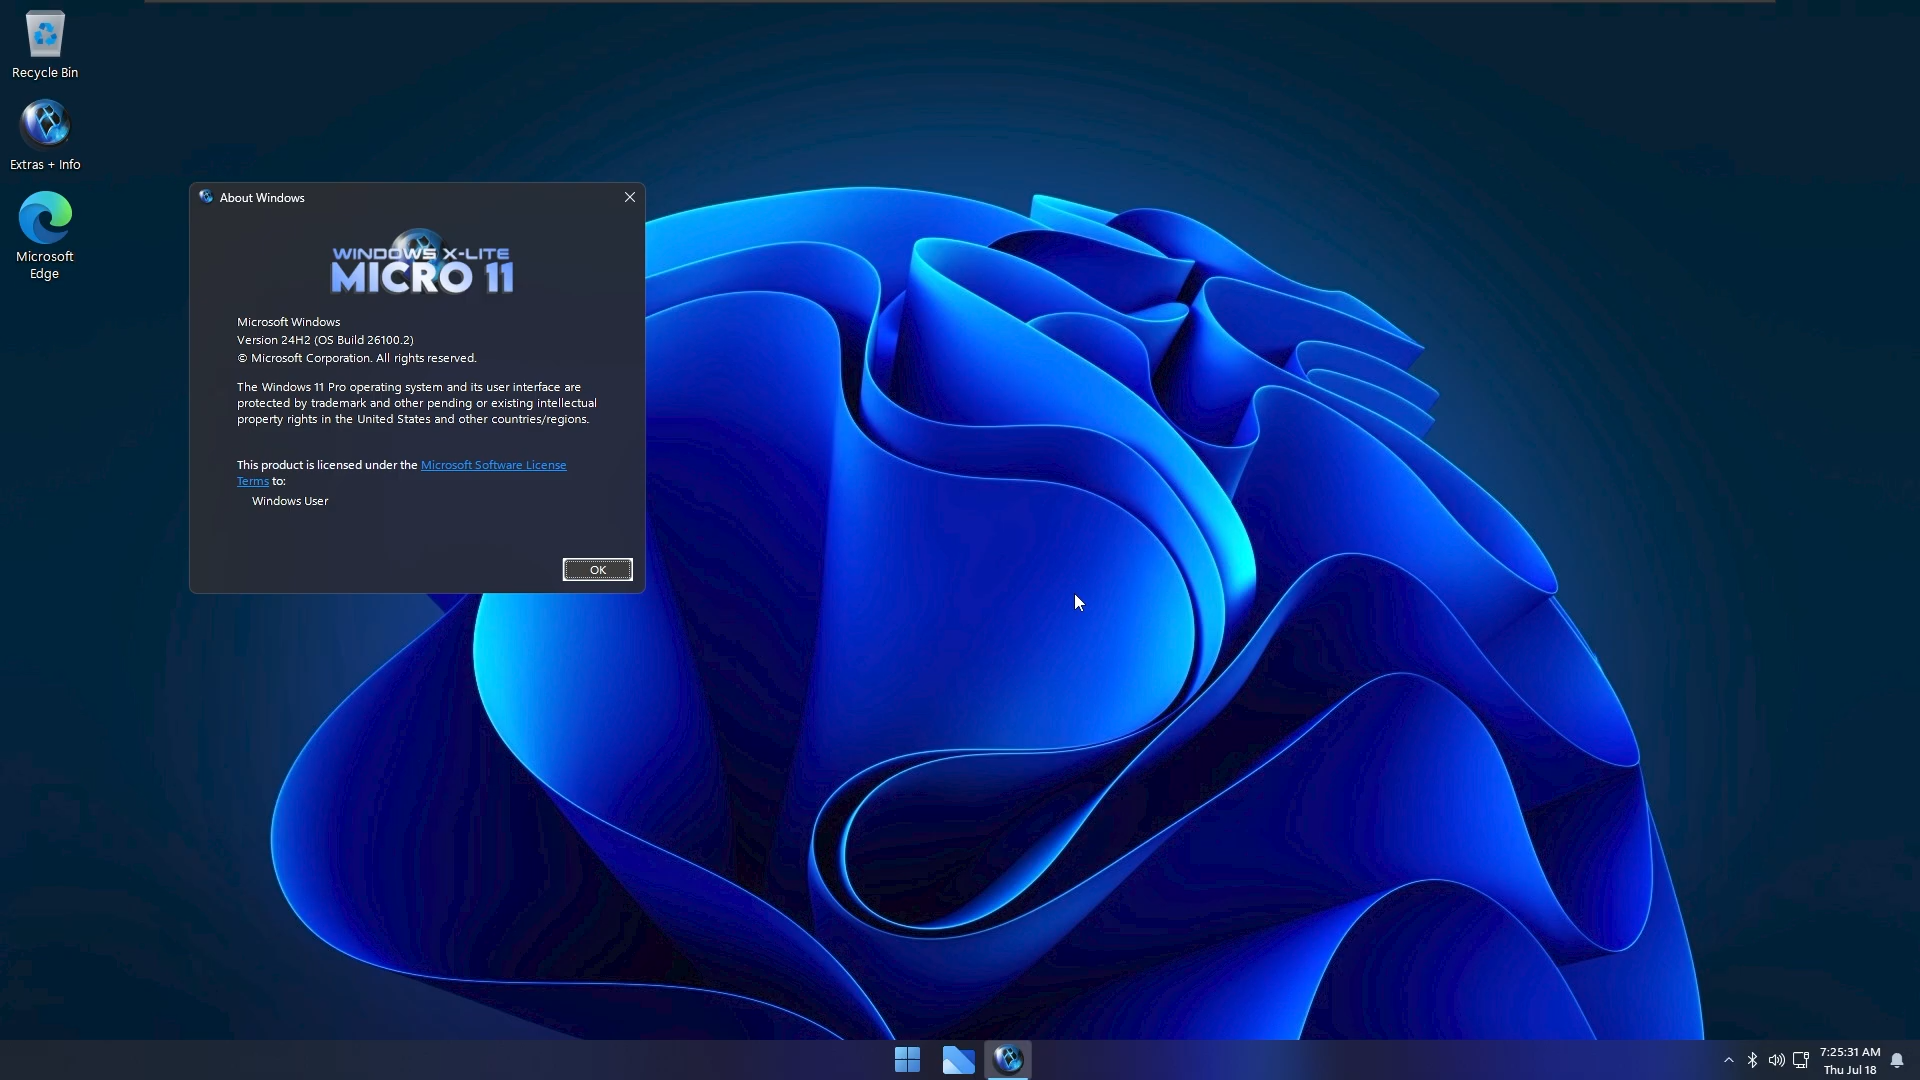 Recycle Bin
Extras + Info
Microsoft
Edge
About Windows
WINDOWS X-LITE
MICRO 11
Microsoft Windows
Version 24H2 (OS Build 26100.2)
© Microsoft Corporation. All rights reserved.
The Windows 11 Pro operating system and its user interface are
protected by trademark and other pending or existing intellectual
property rights in the United States and other countries/regions.
This product is licensed under the Microsoft Software License
Terms to:
Windows User
OK
7:25:31 AM
Thu Jul 18